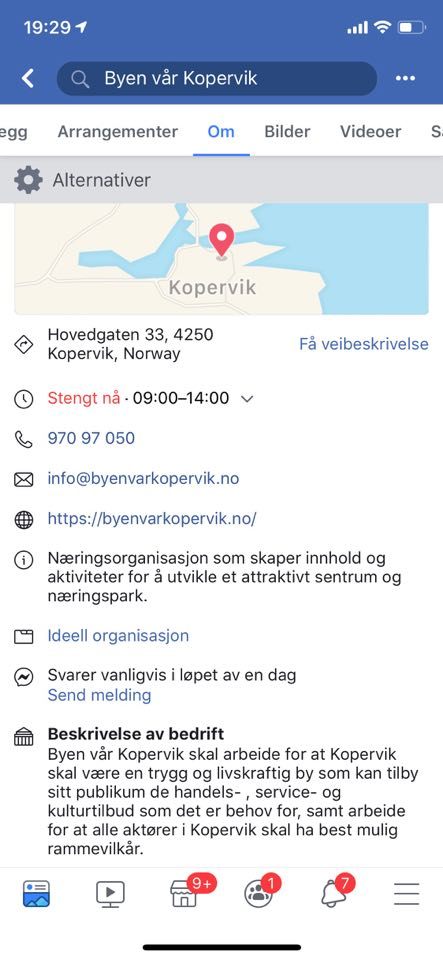 19:29
Byen vår Kopervik
egg Arrangementer Om Bilder Videoer S
Alternativer
Kopervik
Hovedgaten 33, 4250
Kopervik, Norway
Få veibeskrivelse
Stengt nå · 09:00–14:00
970 97 050
info@byenvarkopervik.no
https://byenvarkopervik.no/
Næringsorganisasjon som skaper innhold og
aktiviteter for å utvikle et attraktivt sentrum og
næringspark.
Ideell organisasjon
Svarer vanligvis i løpet av en dag
Send melding
Beskrivelse av bedrift
Byen vår Kopervik skal arbeide for at Kopervik
skal være en trygg og livskraftig by som kan tilby
sitt publikum de handels- , service- og
kulturtilbud som det er behov for, samt arbeide
for at alle aktører i Kopervik skal ha best mulig
rammevilkår.
9+ 1 7